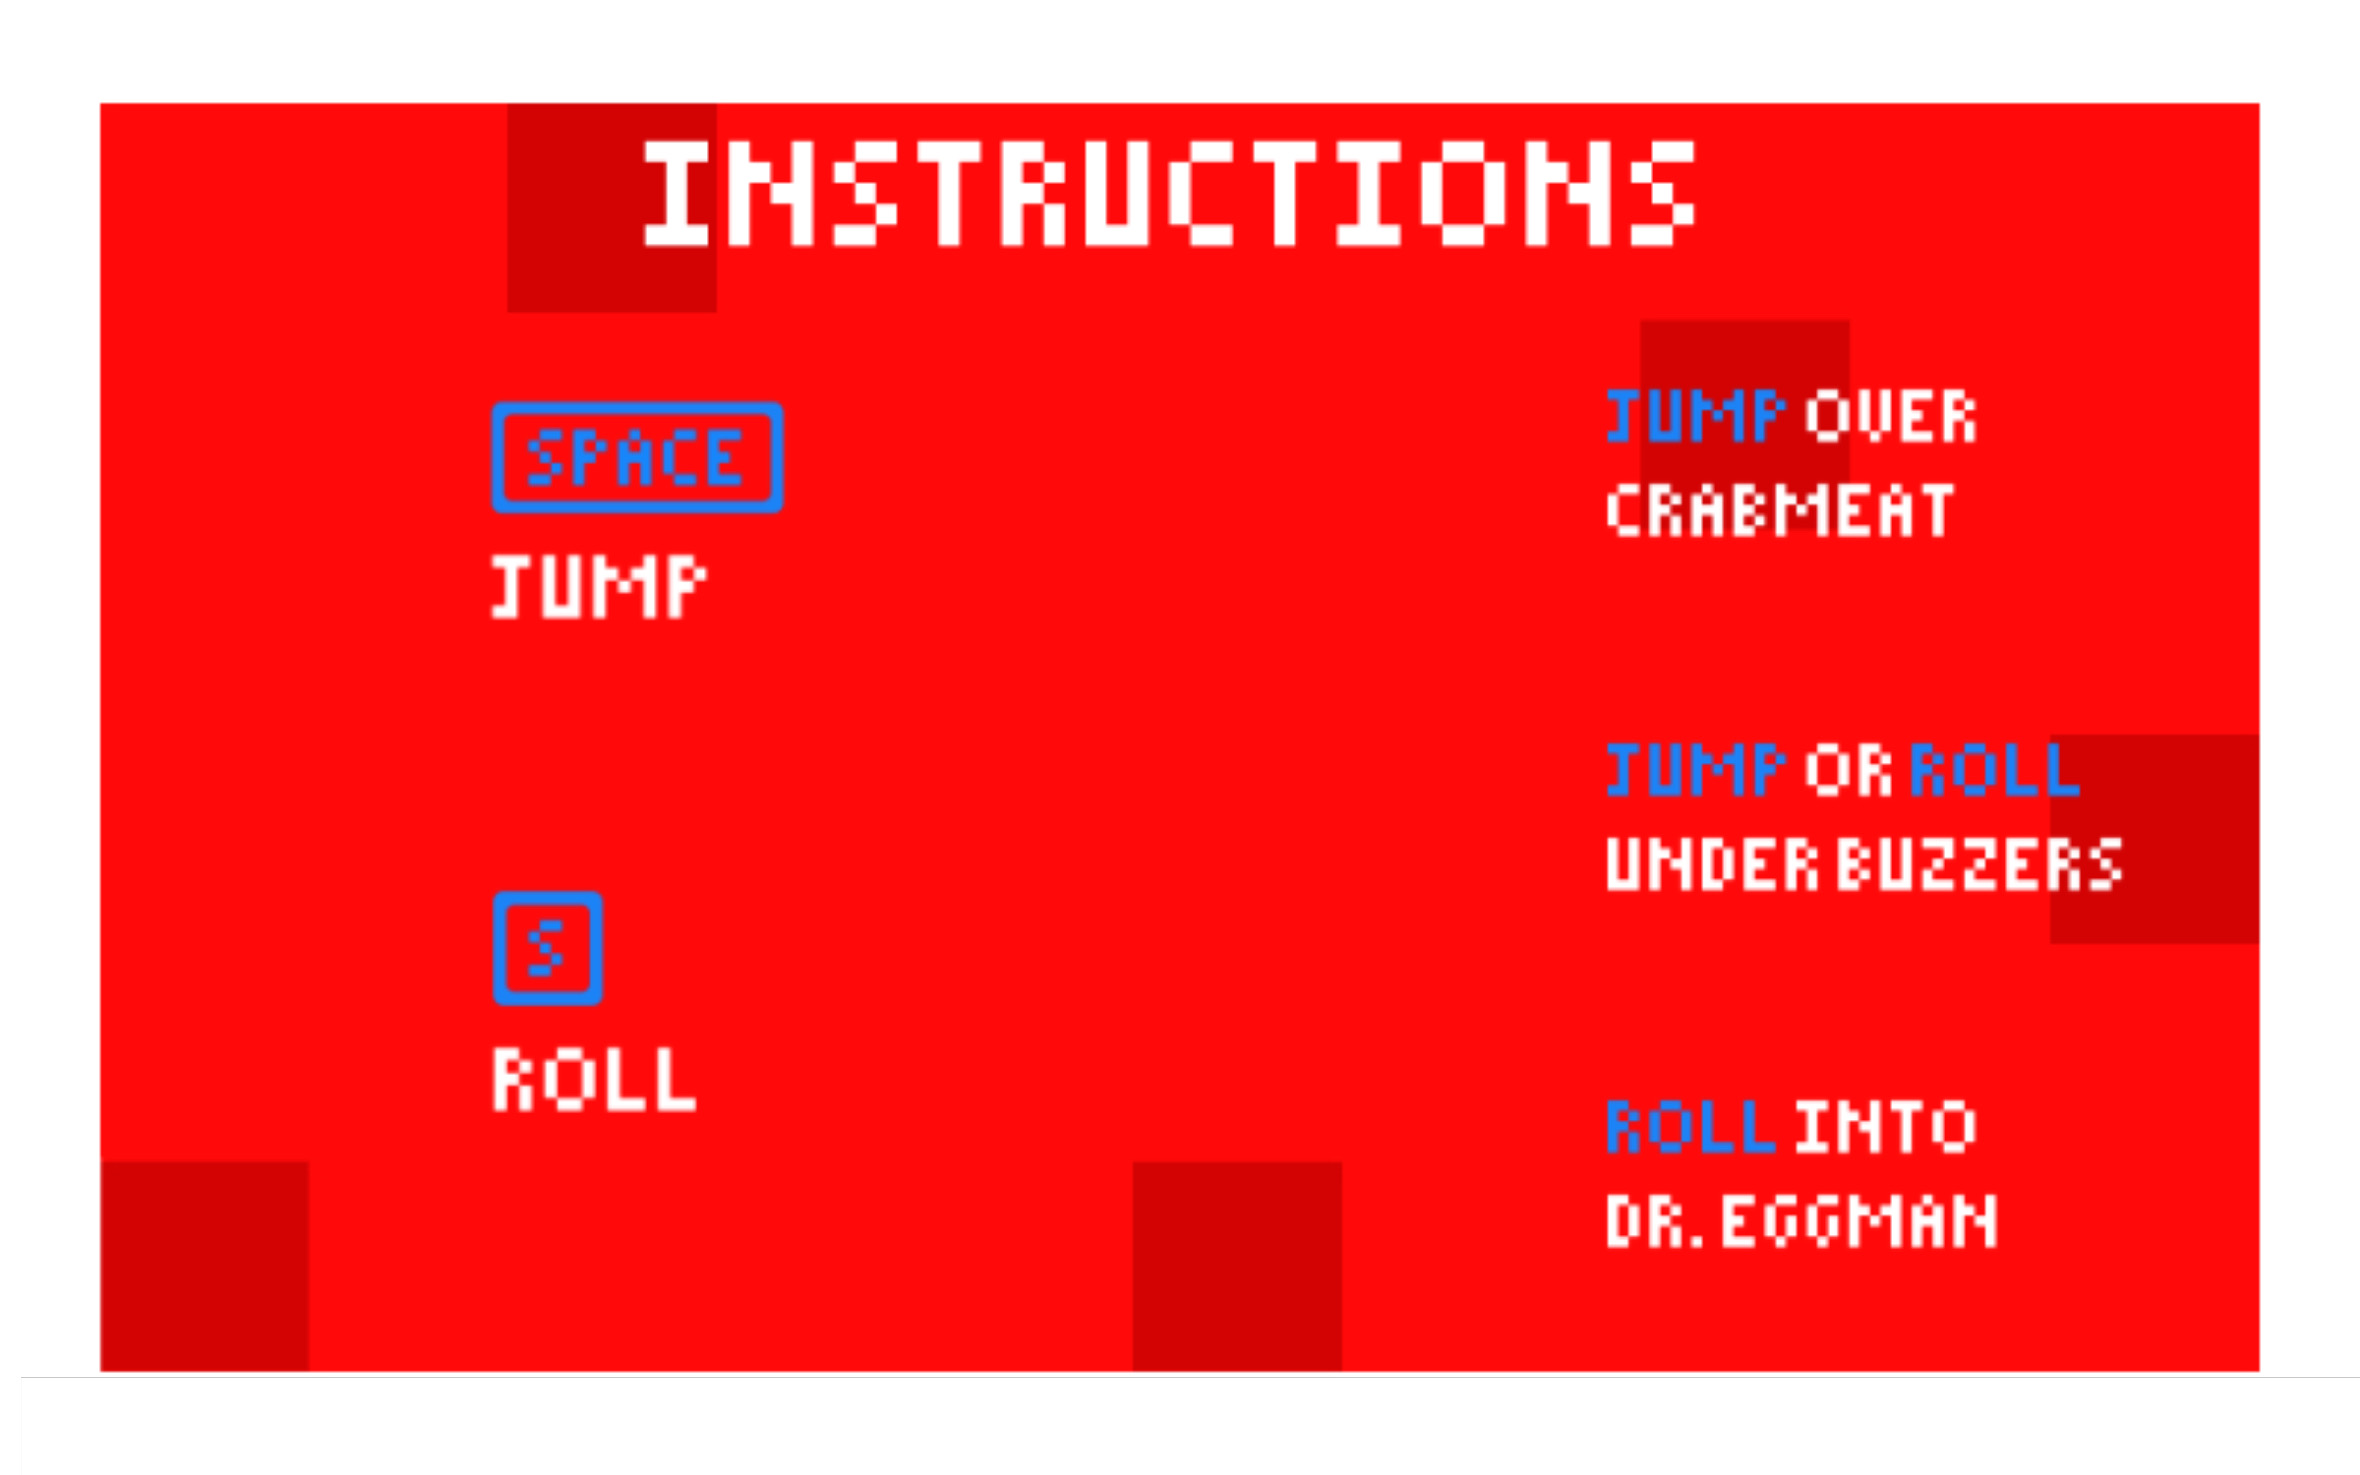 INSTRUCTIONS
SPACE
JUMP
S
ROLL
JUMP OVER
CRABMEAT
JUMP OR ROLL
UNDER BUZZERS
ROLL INTO
DR. EGGMAN